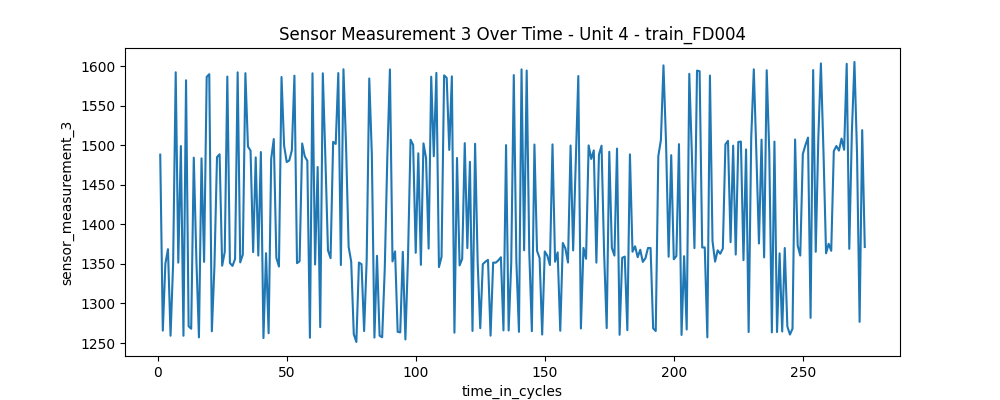 Sensor Measurement 3 Over Time - Unit 4 - train_FD004
sensor_measurement_3
1600
1550
1500
1450
1400
1350
1300
1250
0 50 100 150 200 250
time_in_cycles